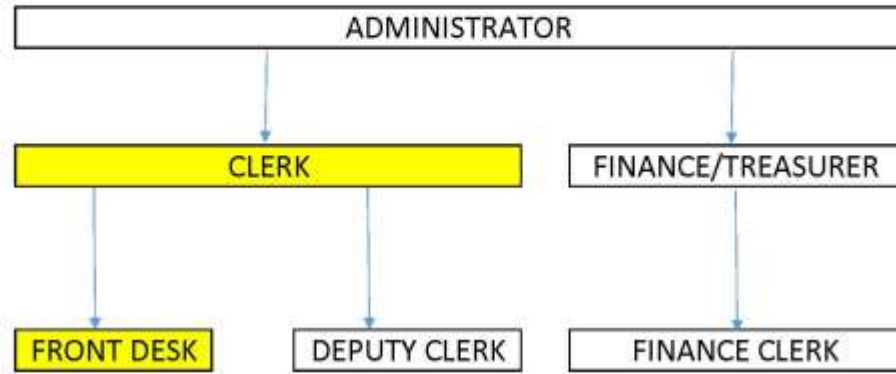 ADMINISTRATOR
CLERK
FINANCE/TREASURER
FRONT DESK
DEPUTY CLERK
FINANCE CLERK